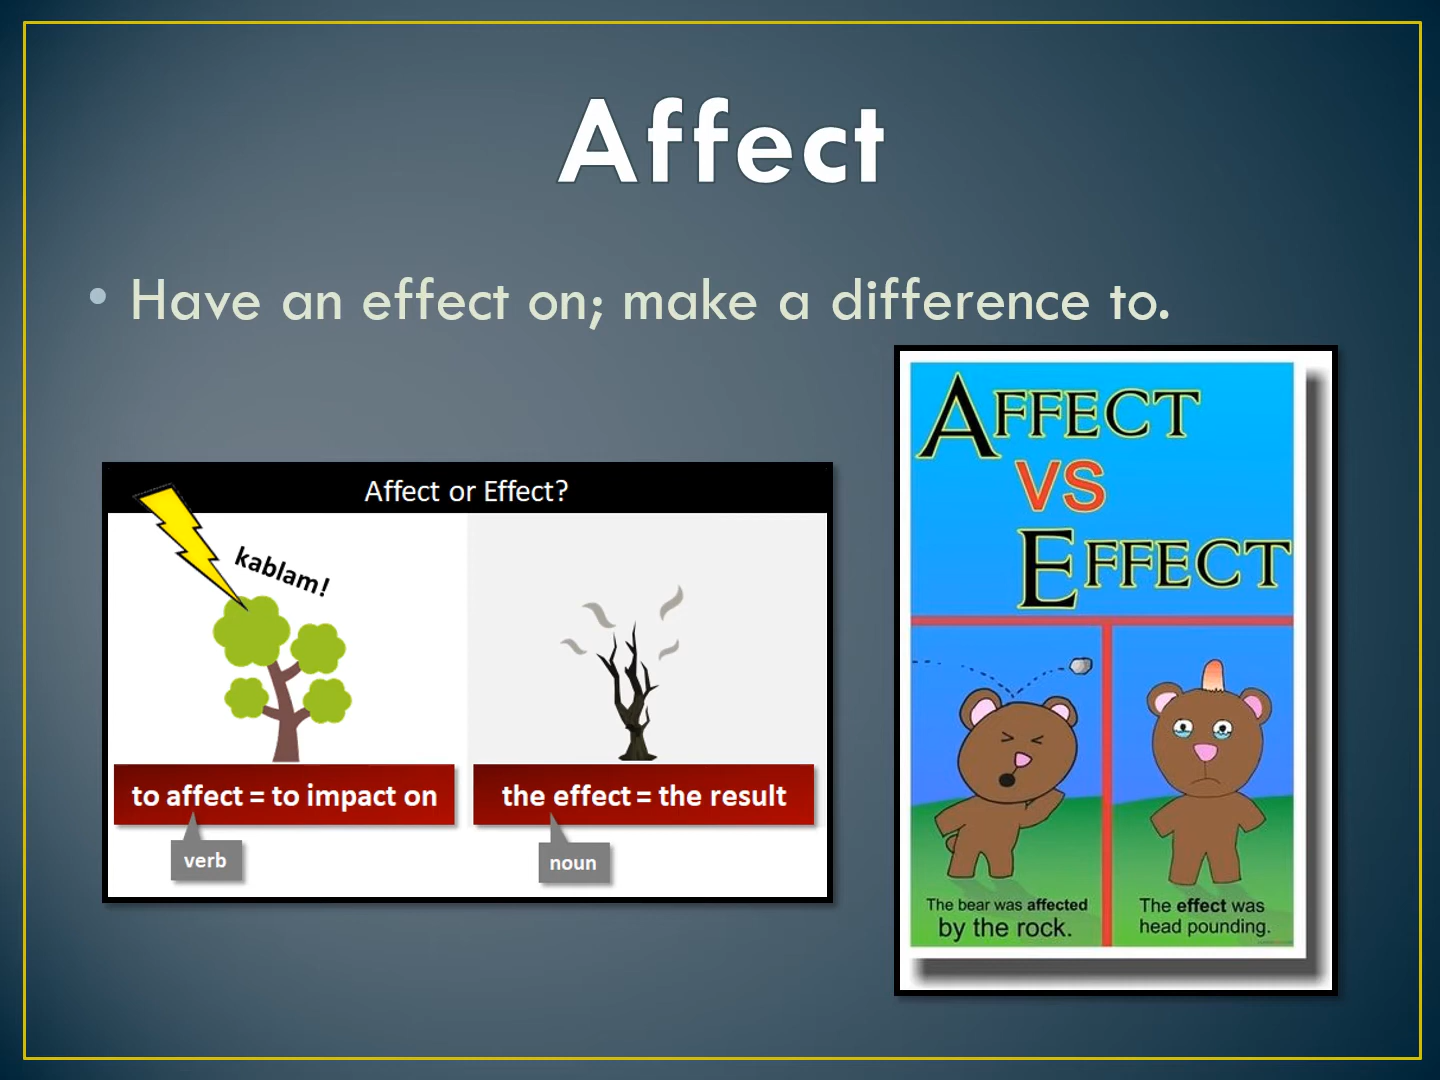 Affect
• Have an effect on; make a difference to.
Affect or Effect?
kablam!
to affect = to impact on
verb
the effect = the result
noun
AFFECT
VS
EFFECT
The bear was affected
by the rock.
The effect was
head pounding.